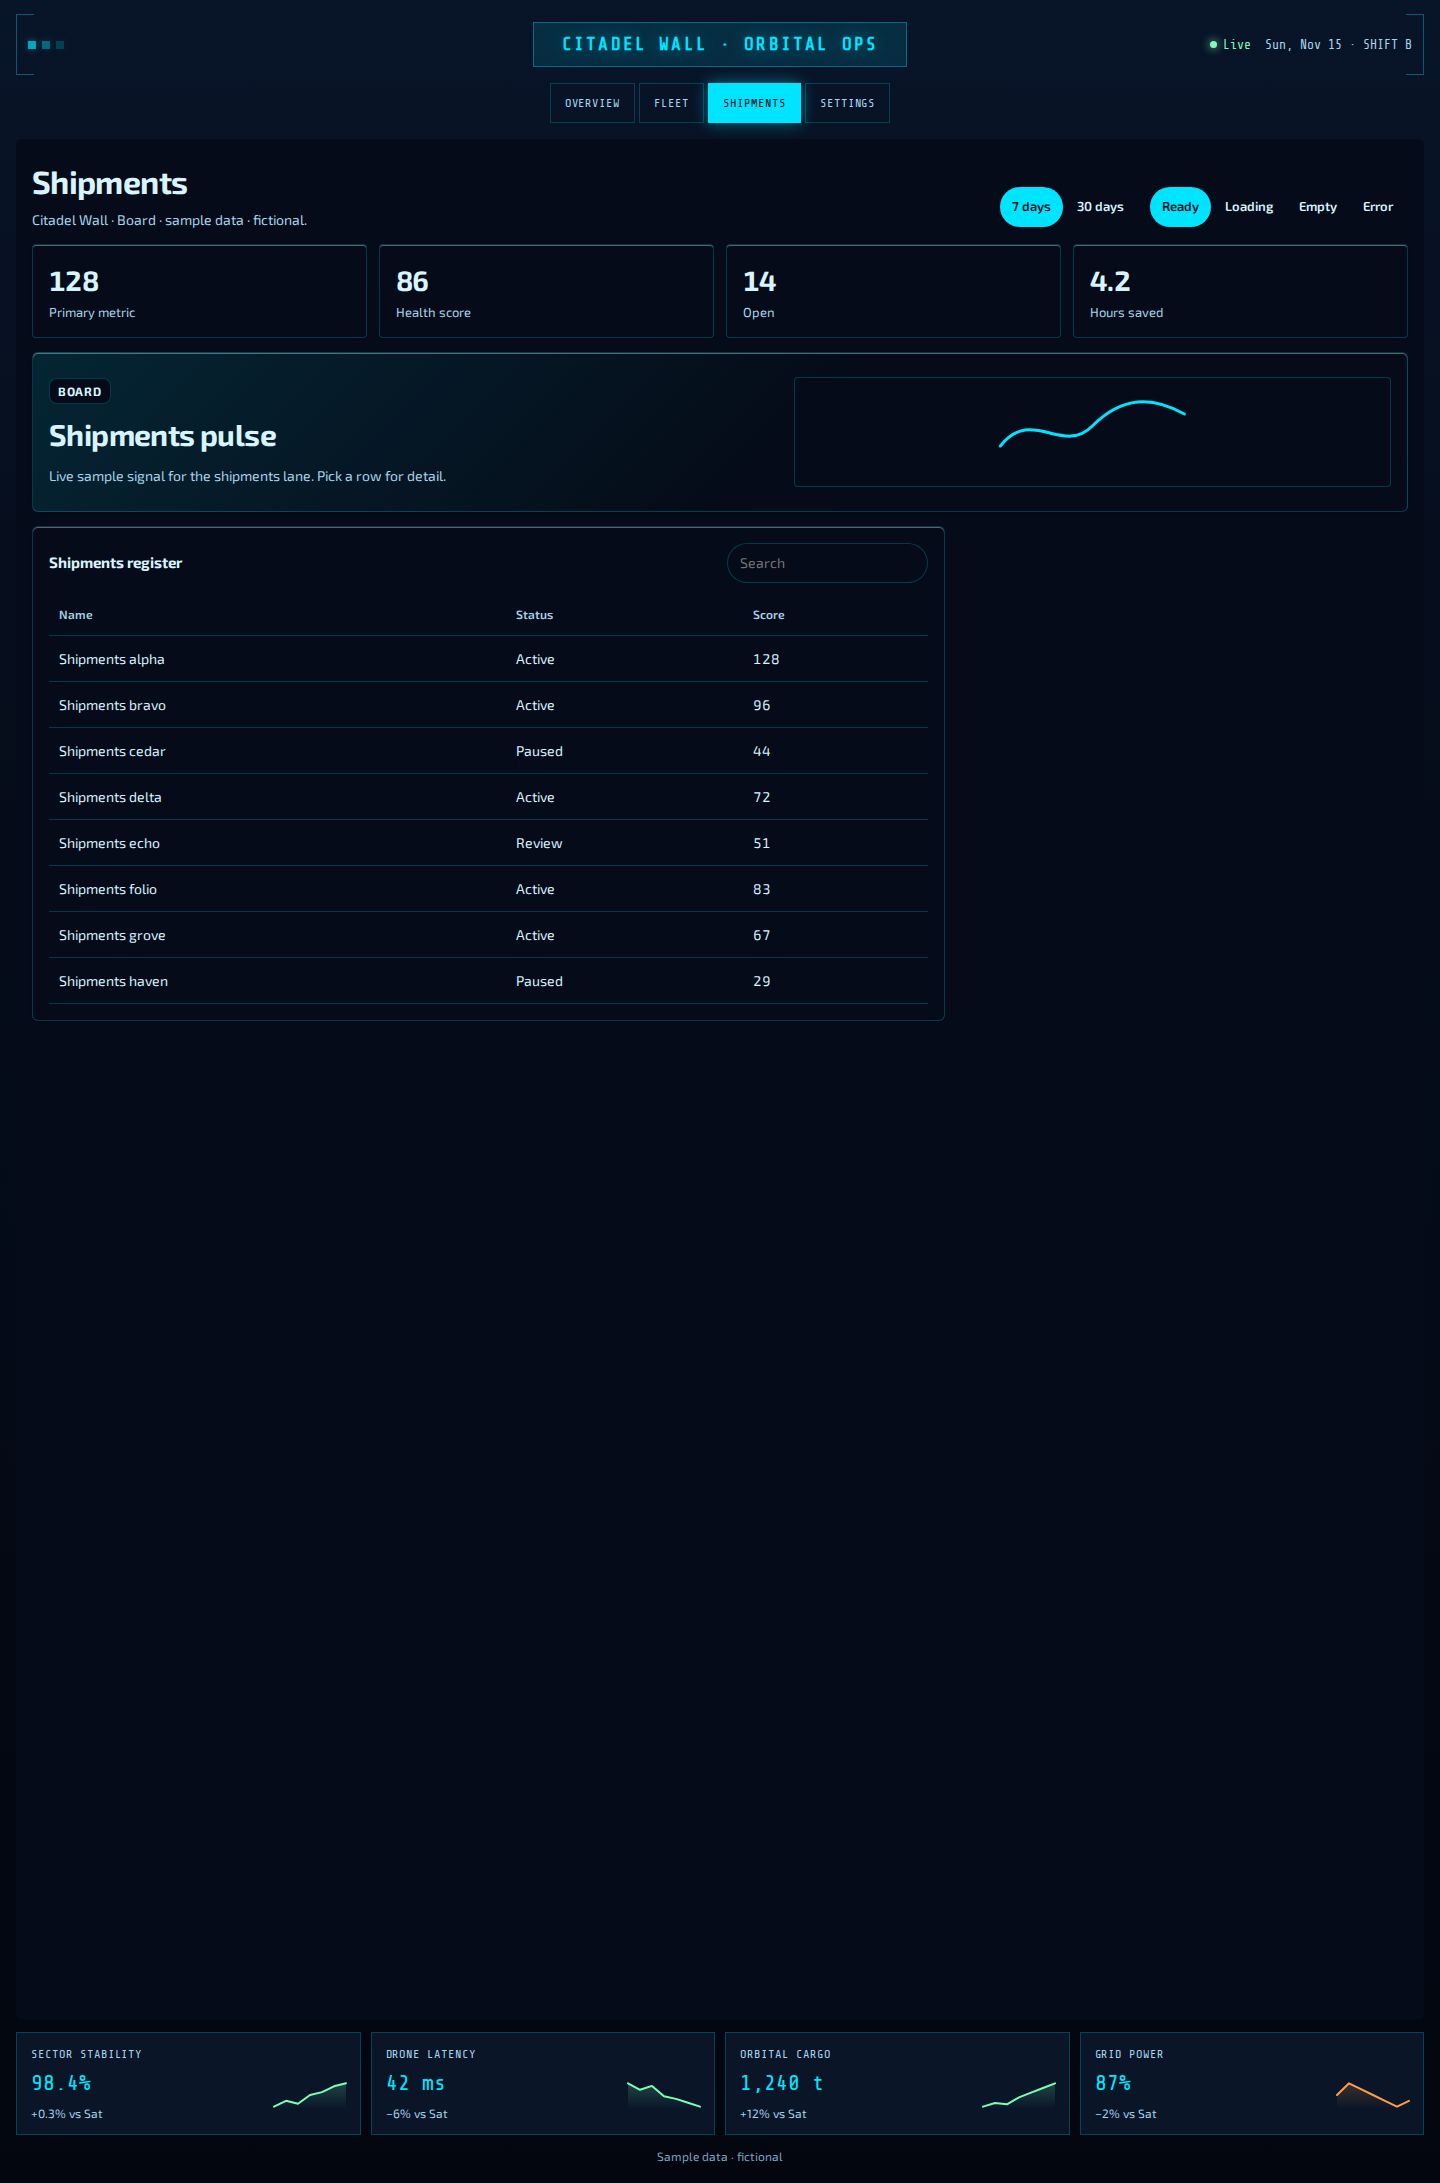 CITADEL WALL · ORBITAL OPS
Live Sun, Nov 15 · SHIFT B
OVERVIEW FLEET SHIPMENTS SETTINGS
Shipments
Citadel Wall · Board · sample data · fictional.
7 days 30 days Ready Loading Empty Error
128 86 14 4.2
Primary metric Health score Open Hours saved
BOARD
Shipments pulse
Live sample signal for the shipments lane. Pick a row for detail.
Shipments register Search
Name Status Score
Shipments alpha Active 128
Shipments bravo Active 96
Shipments cedar Paused 44
Shipments delta Active 72
Shipments echo Review 51
Shipments folio Active 83
Shipments grove Active 67
Shipments haven Paused 29
SECTOR STABILITY DRONE LATENCY ORBITAL CARGO GRID POWER
98.4% 42 ms 1,240 t 87%
+0.3% vs Sat −6% vs Sat +12% vs Sat −2% vs Sat
Sample data · fictional